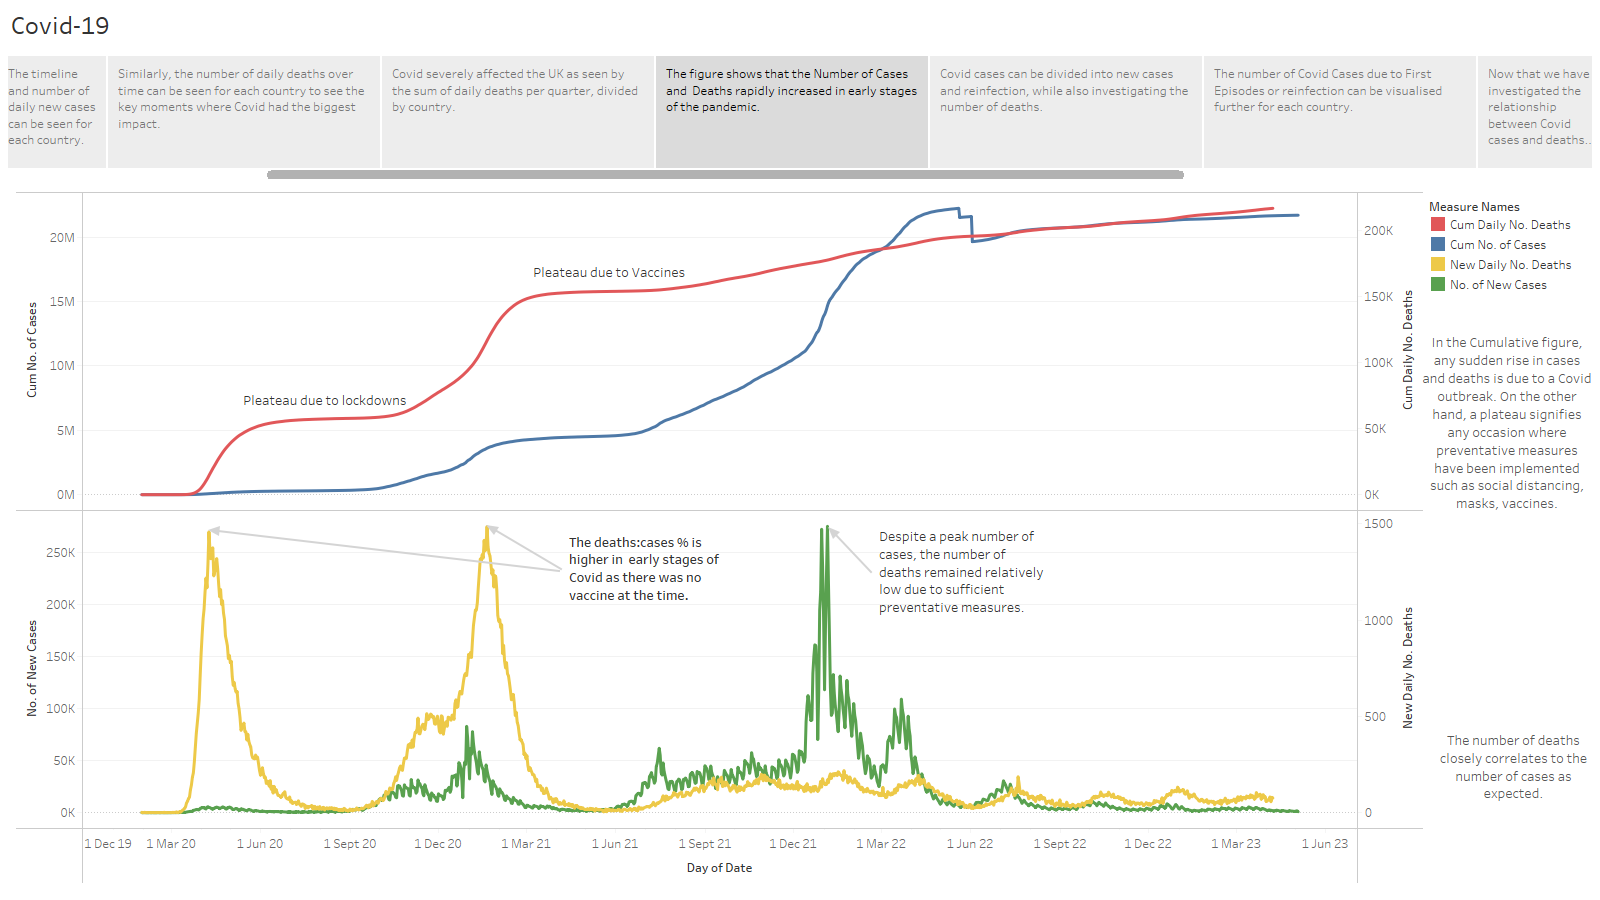 Covid-19
The timeline
and number of
daily new cases
can be seen for
each country.
Similarly, the number of daily deaths over
time can be seen for each country to see the
key moments where Covid had the biggest
impact.
Covid severely affected the UK as seen by
the sum of daily deaths per quarter, divided
by country.
The figure shows that the Number of Cases
and Deaths rapidly increased in early stages
of the pandemic.
Covid cases can be divided into new cases
and reinfection, while also investigating the
number of deaths.
The number of Covid Cases due to First
Episodes or reinfection can be visualised
further for each country.
Now that we have
investigated the
relationship
between Covid
cases and deaths..
Cum No. of Cases
20M
15M
10M
5M
0M
Pleateau due to lockdowns
Pleateau due to Vaccines
200K
150K
100K
50K
0K
Cum Daily No. Deaths
Measure Names
Cum Daily No. Deaths
Cum No. of Cases
New Daily No. Deaths
No. of New Cases
In the Cumulative figure,
any sudden rise in cases
and deaths is due to a Covid
outbreak. On the other
hand, a plateau signifies
any occasion where
preventative measures
have been implemented
such as social distancing,
masks, vaccines.
No. of New Cases
250K
200K
150K
100K
50K
0K
The deaths:cases % is
higher in early stages of
Covid as there was no
vaccine at the time.
Despite a peak number of
cases, the number of
deaths remained relatively
low due to sufficient
preventative measures.
1500
1000
500
0
New Daily No. Deaths
The number of deaths
closely correlates to the
number of cases as
expected.
1 Dec 19 1 Mar 20 1 Jun 20 1 Sept 20 1 Dec 20 1 Mar 21 1 Jun 21 1 Sept 21 1 Dec 21 1 Mar 22 1 Jun 22 1 Sept 22 1 Dec 22 1 Mar 23 1 Jun 23
Day of Date